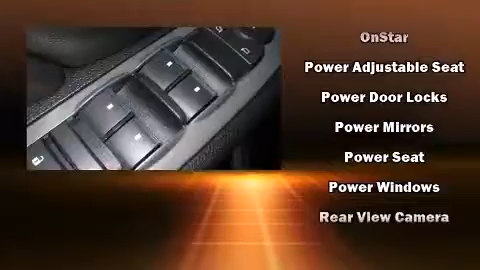 OnStar
Power Adjustable Seat
Power Door Locks
Power Mirrors
Power Seat
Power Windows
Rear View Camera